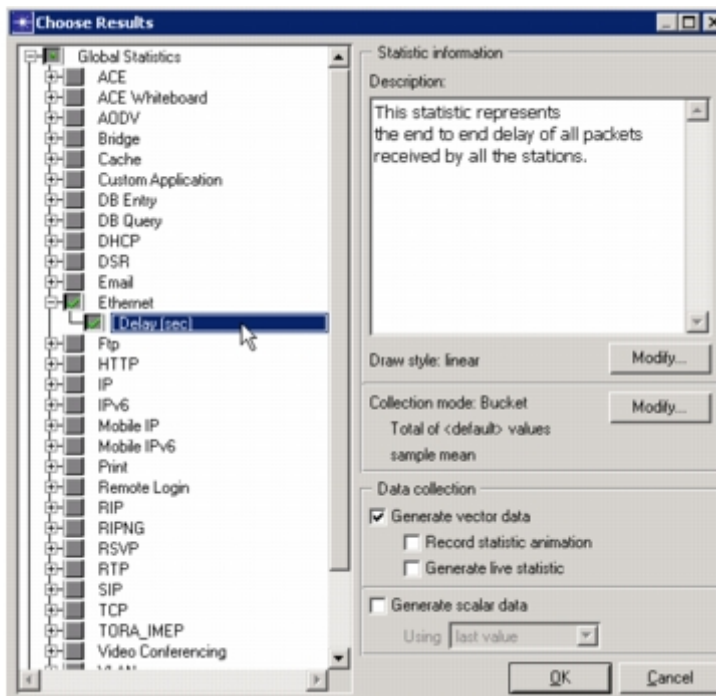 Choose Results
Global Statistics
ACE
ACE Whiteboard
AODV
Bridge
Cache
Custom Application
DB Entry
DB Query
DHCP
DSR
Email
Ethernet
Delay (sec)
Ftp
HTTP
IP
IPv6
Mobile IP
Mobile IPv6
Print
Remote Login
RIP
RIPNG
RSVP
RTP
SIP
TCP
TORA_IMEP
Video Conferencing
VLAN
Statistic information
Description:
This statistic represents
the end to end delay of all packets
received by all the stations.
Draw style: linear
Modify...
Collection mode: Bucket
Modify...
Total of <default> values
sample mean
Data collection
Generate vector data
Record statistic animation
Generate live statistic
Generate scalar data
Using last value
OK
Cancel